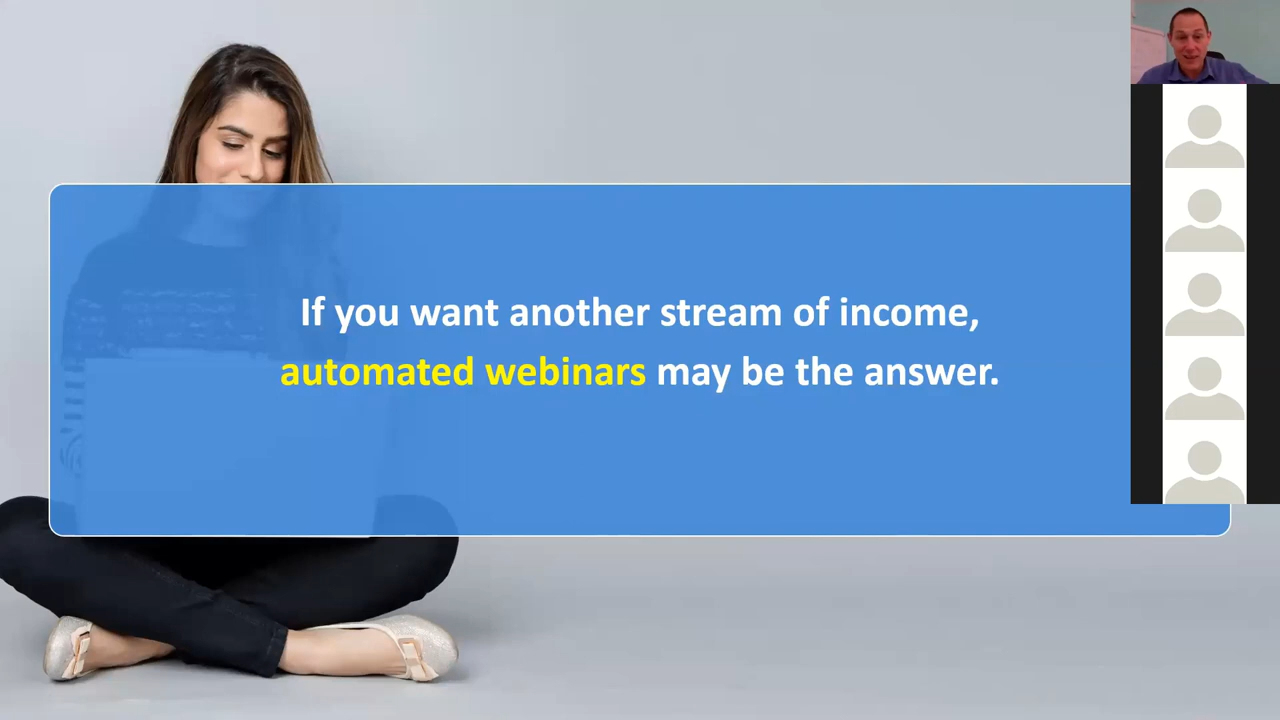 If you want another stream of income,
automated webinars may be the answer.